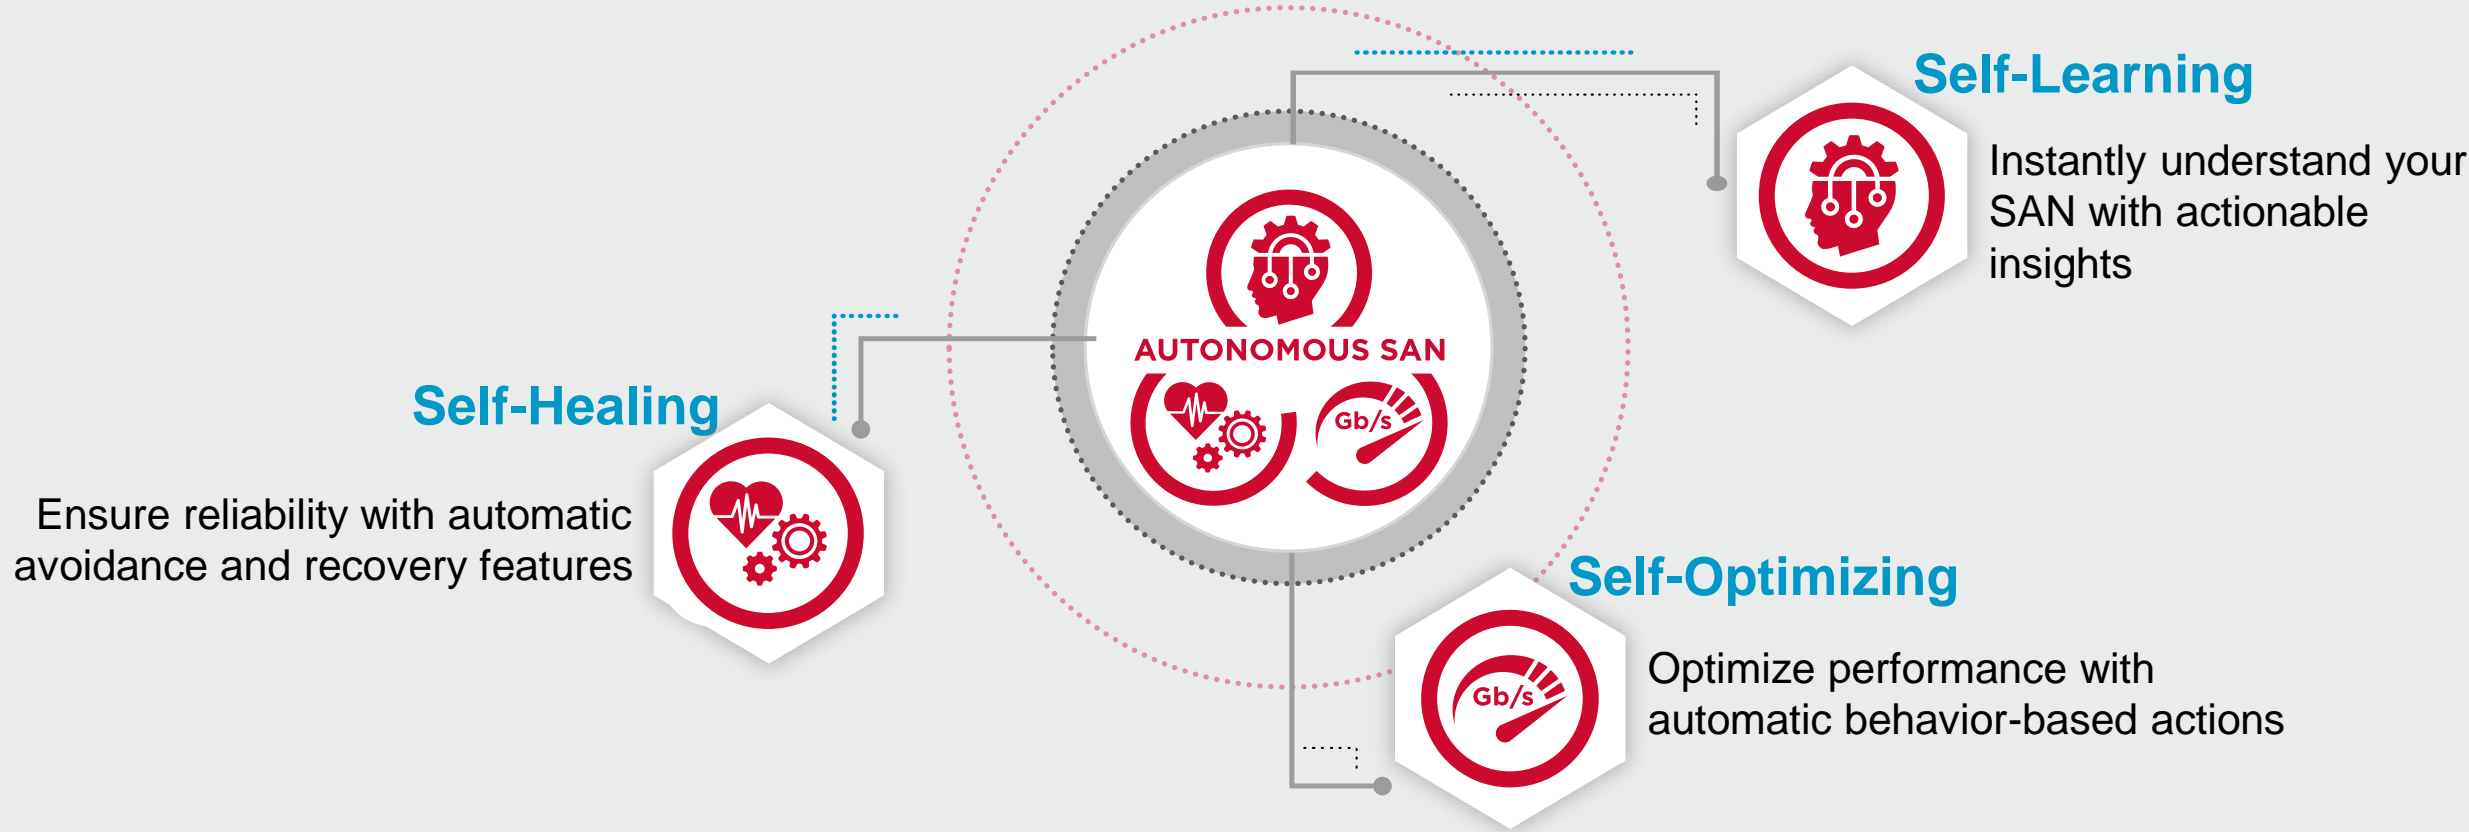 Self-Learning
Instantly understand your
SAN with actionable
insights
AUTONOMOUS SAN
Gb/s
Self-Healing
Ensure reliability with automatic
avoidance and recovery features
Self-Optimizing
Gb/s
Optimize performance with
automatic behavior-based actions